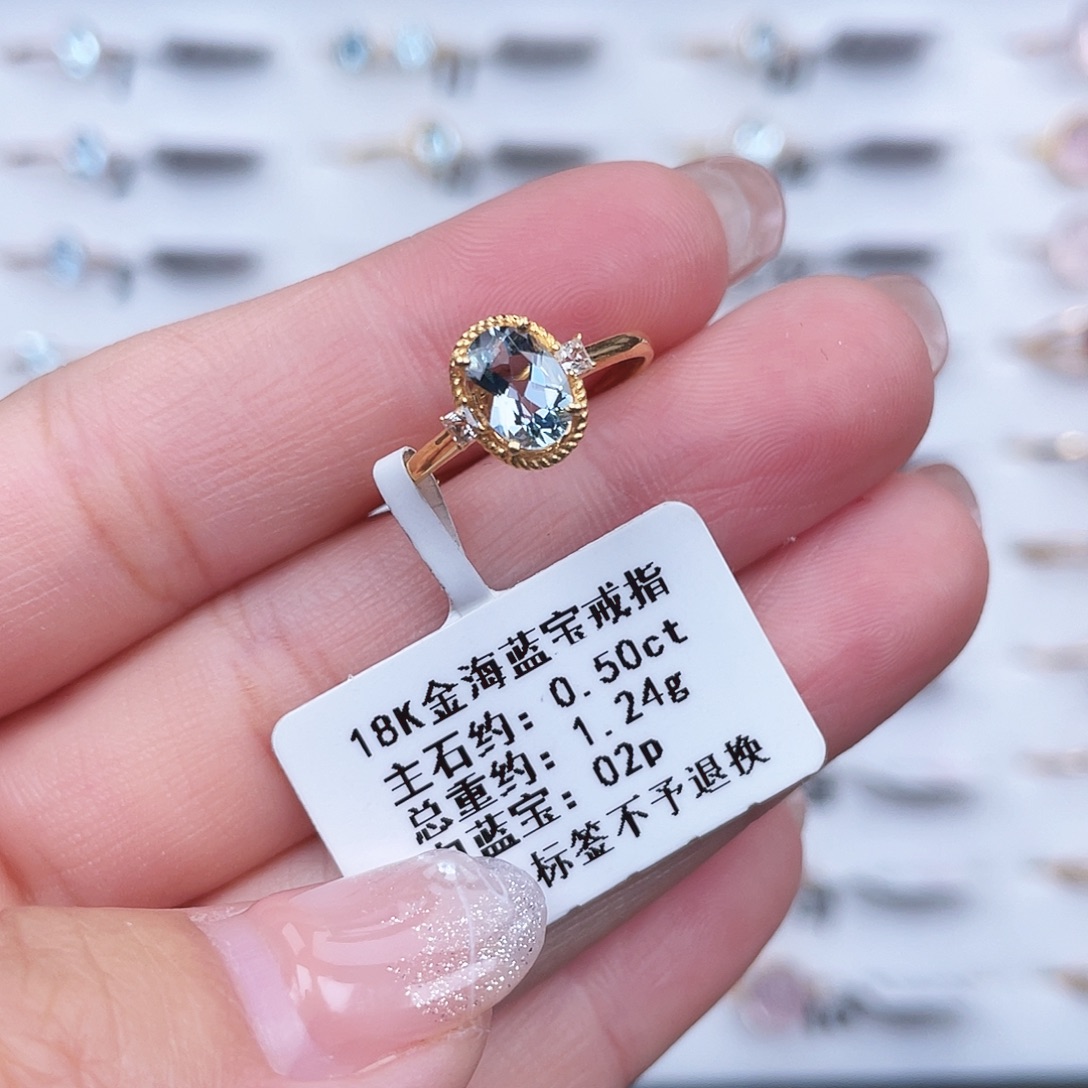 18K金海蓝宝戒指
主石约: 0.50ct
总重约: 1.24g
蓝宝: 02p
标签不予退换